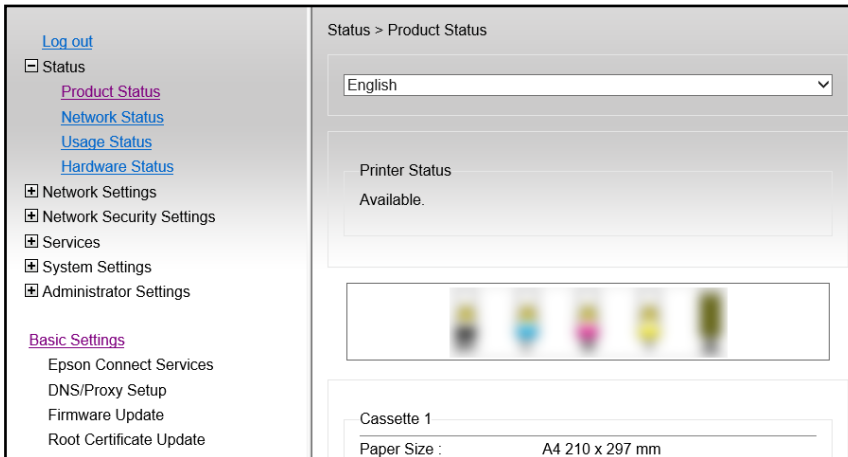 Log out
Status
Product Status
Network Status
Usage Status
Hardware Status
Network Settings
Network Security Settings
Services
System Settings
Administrator Settings
Basic Settings
Epson Connect Services
DNS/Proxy Setup
Firmware Update
Root Certificate Update
Status > Product Status
English
Printer Status
Available.
Cassette 1
Paper Size : A4 210 x 297 mm